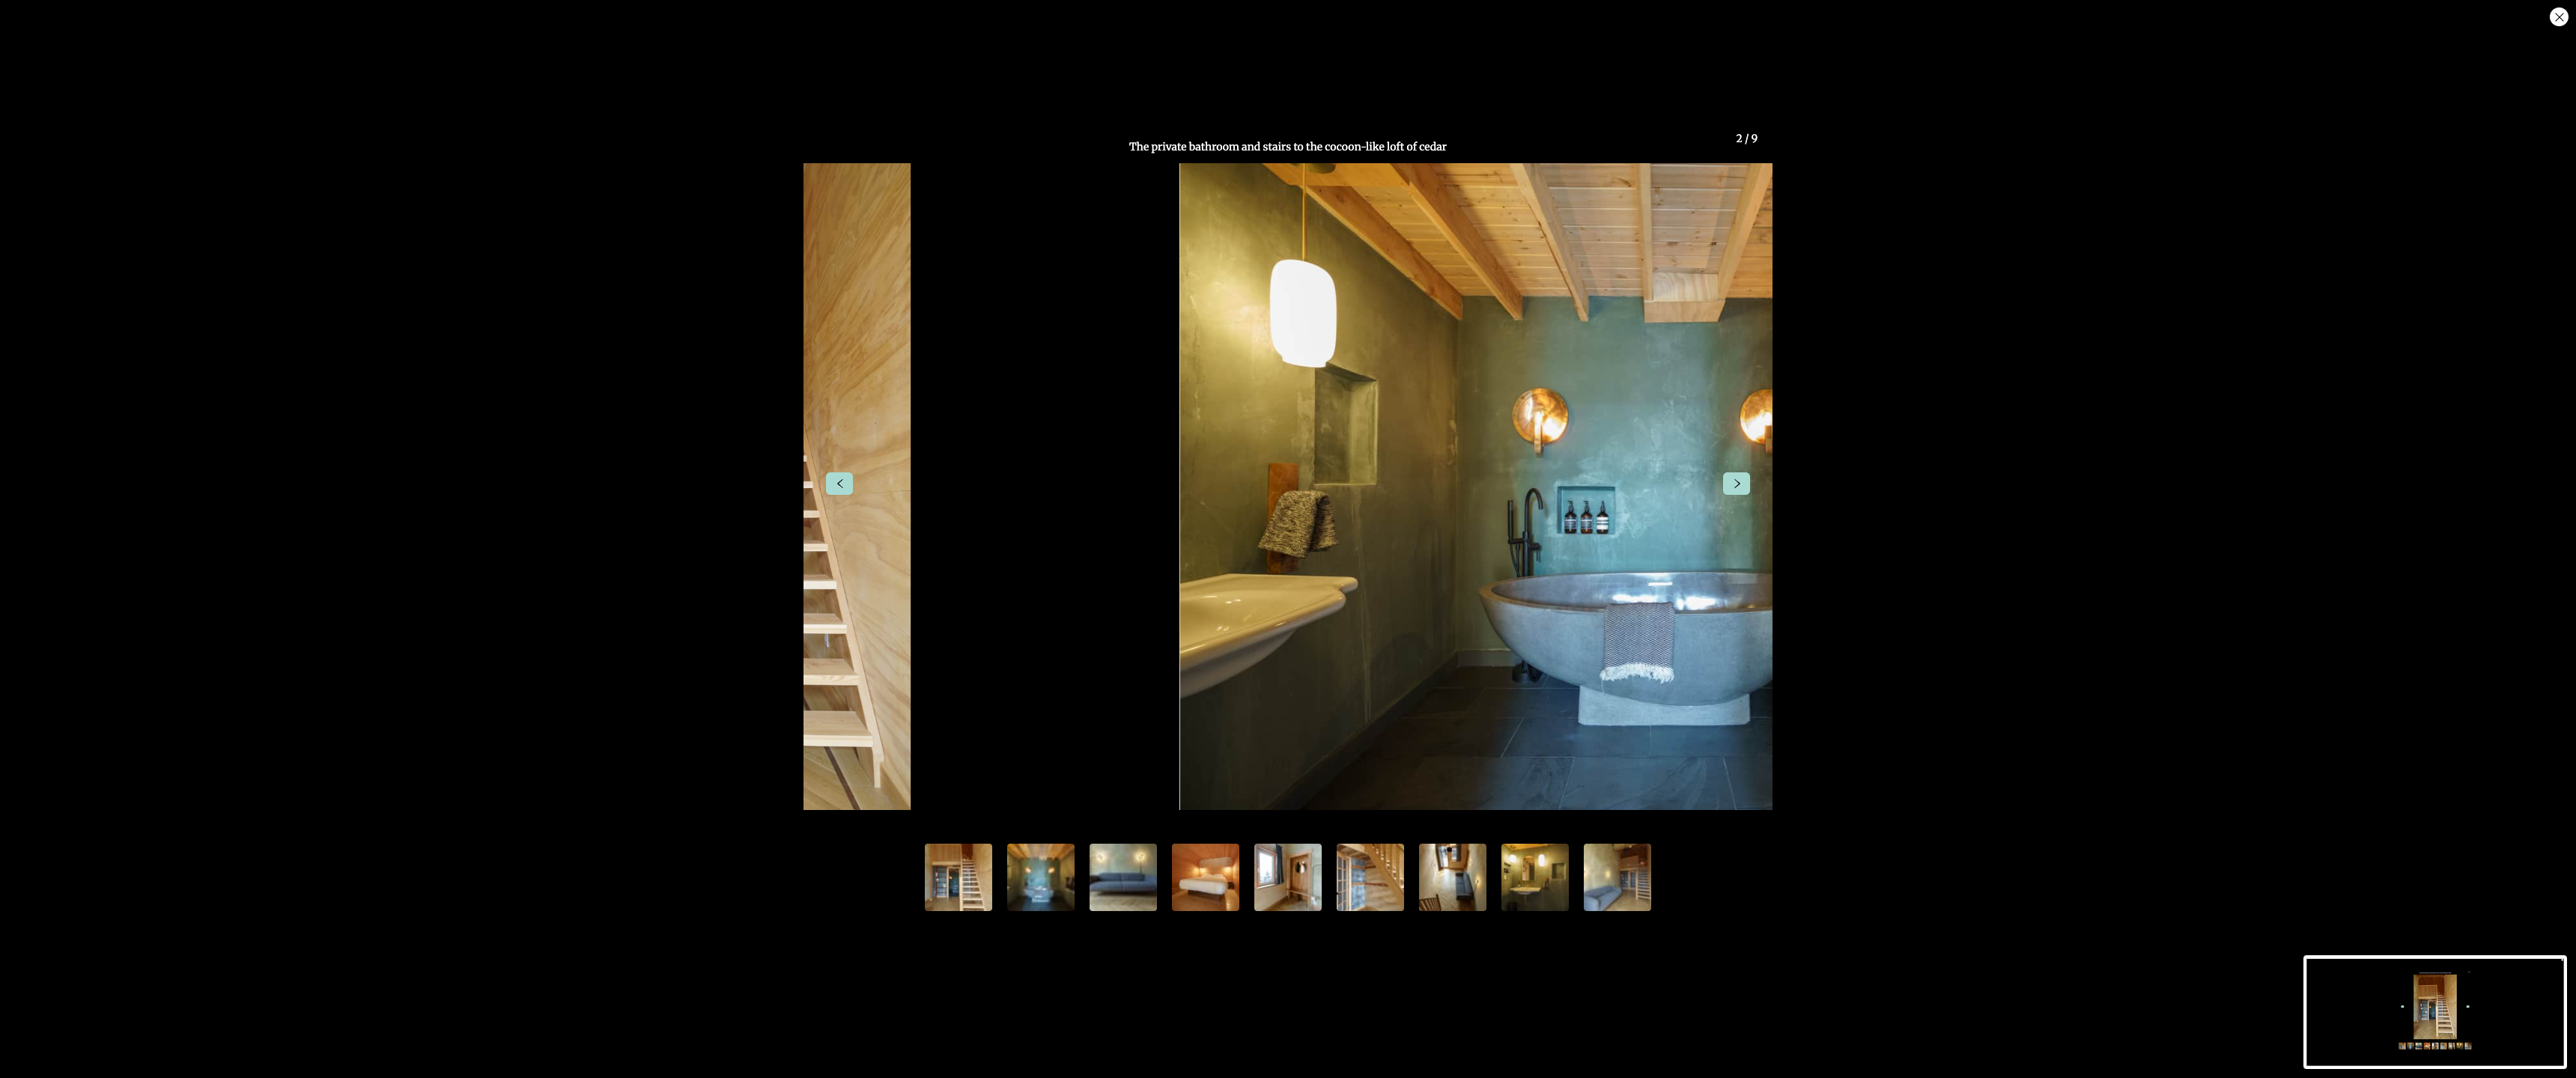 2 / 9
The private bathroom and stairs to the cocoon-like loft of cedar